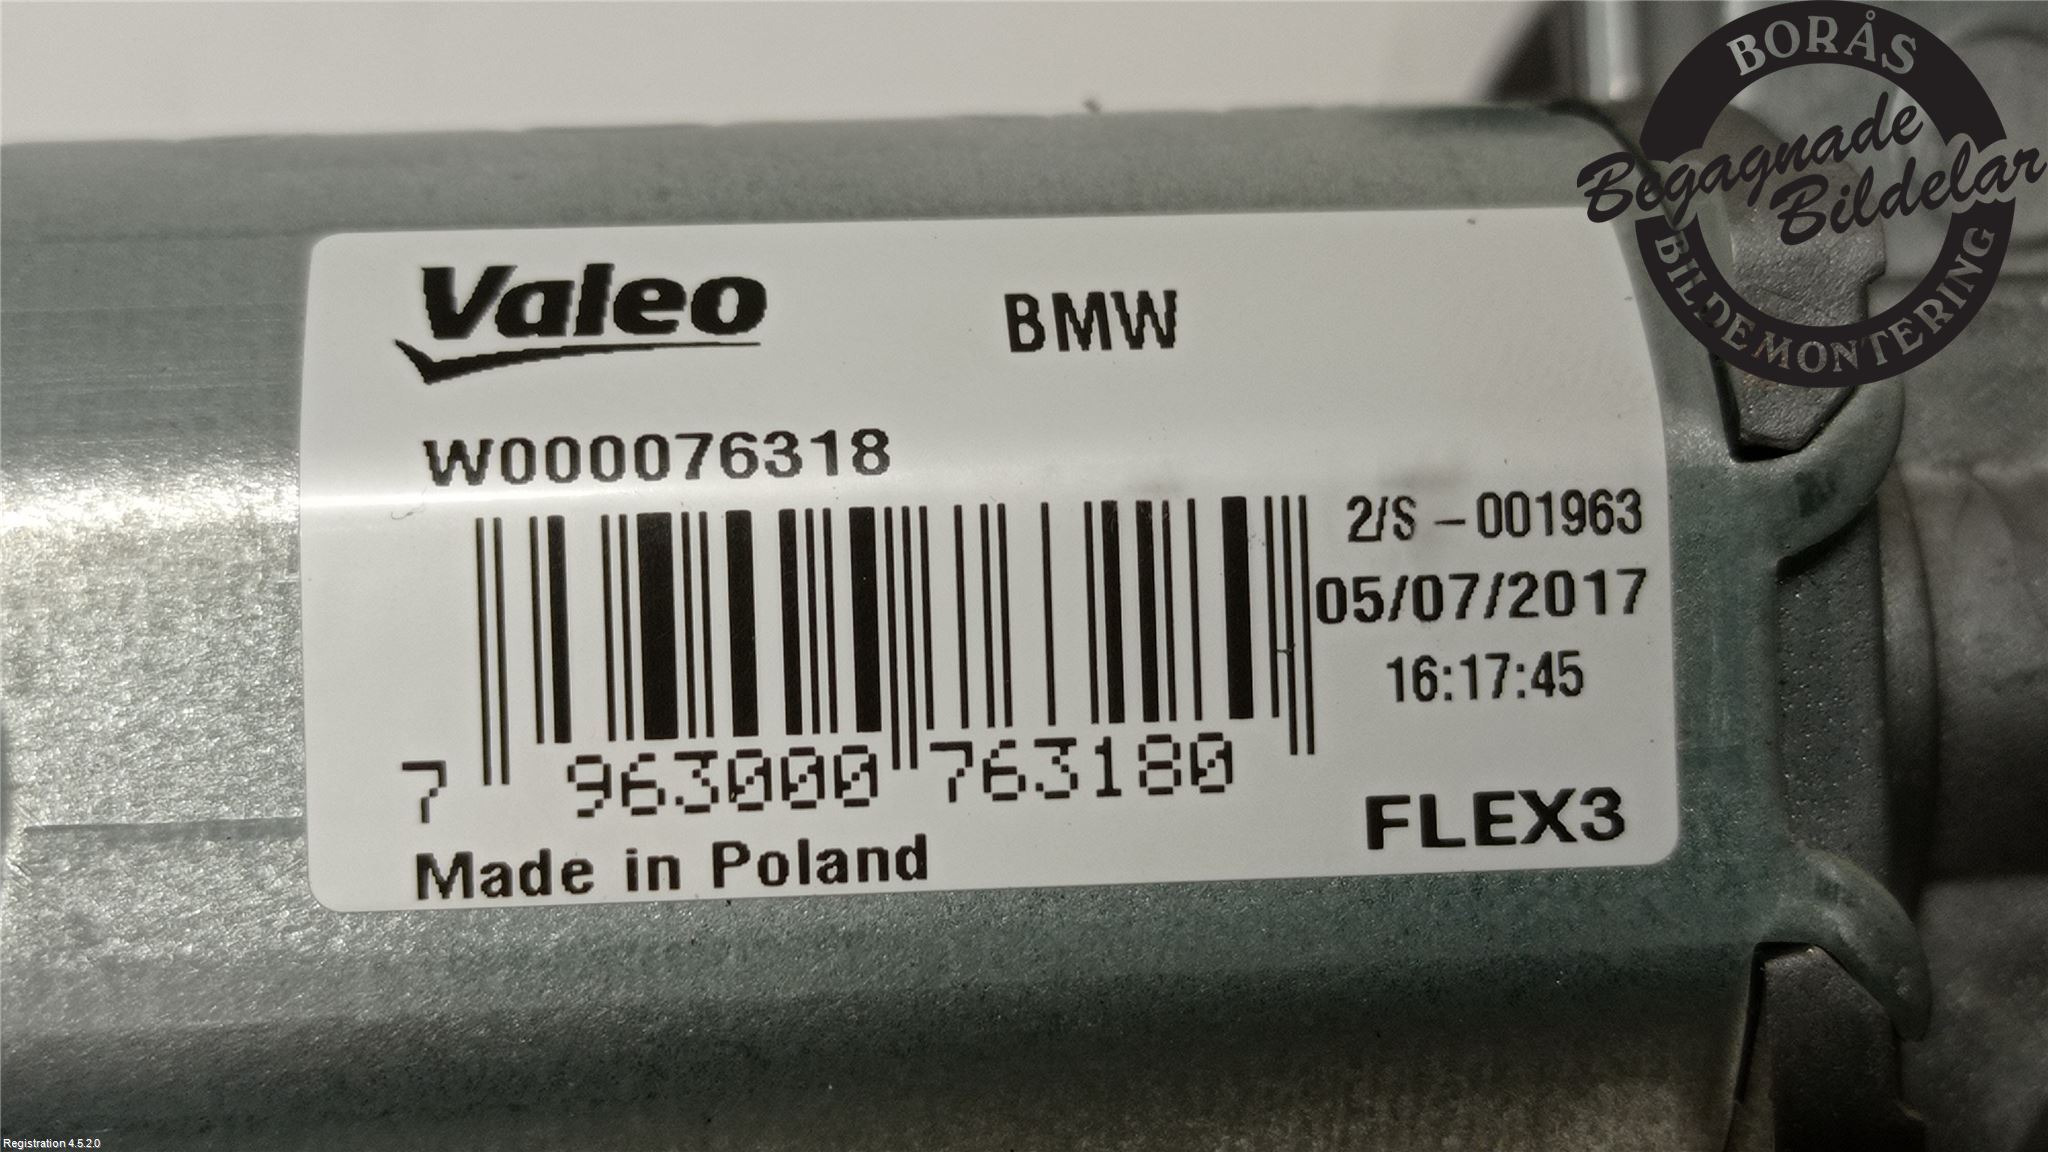 BORÅS
Begagnade
Bildelar
BILDEMONTERING
Valeo
BMW
W000076318
2/S - 001963
05/07/2017
16:17:45
7 963000 763180
FLEX3
Made in Poland
Registration 4.5.2.0